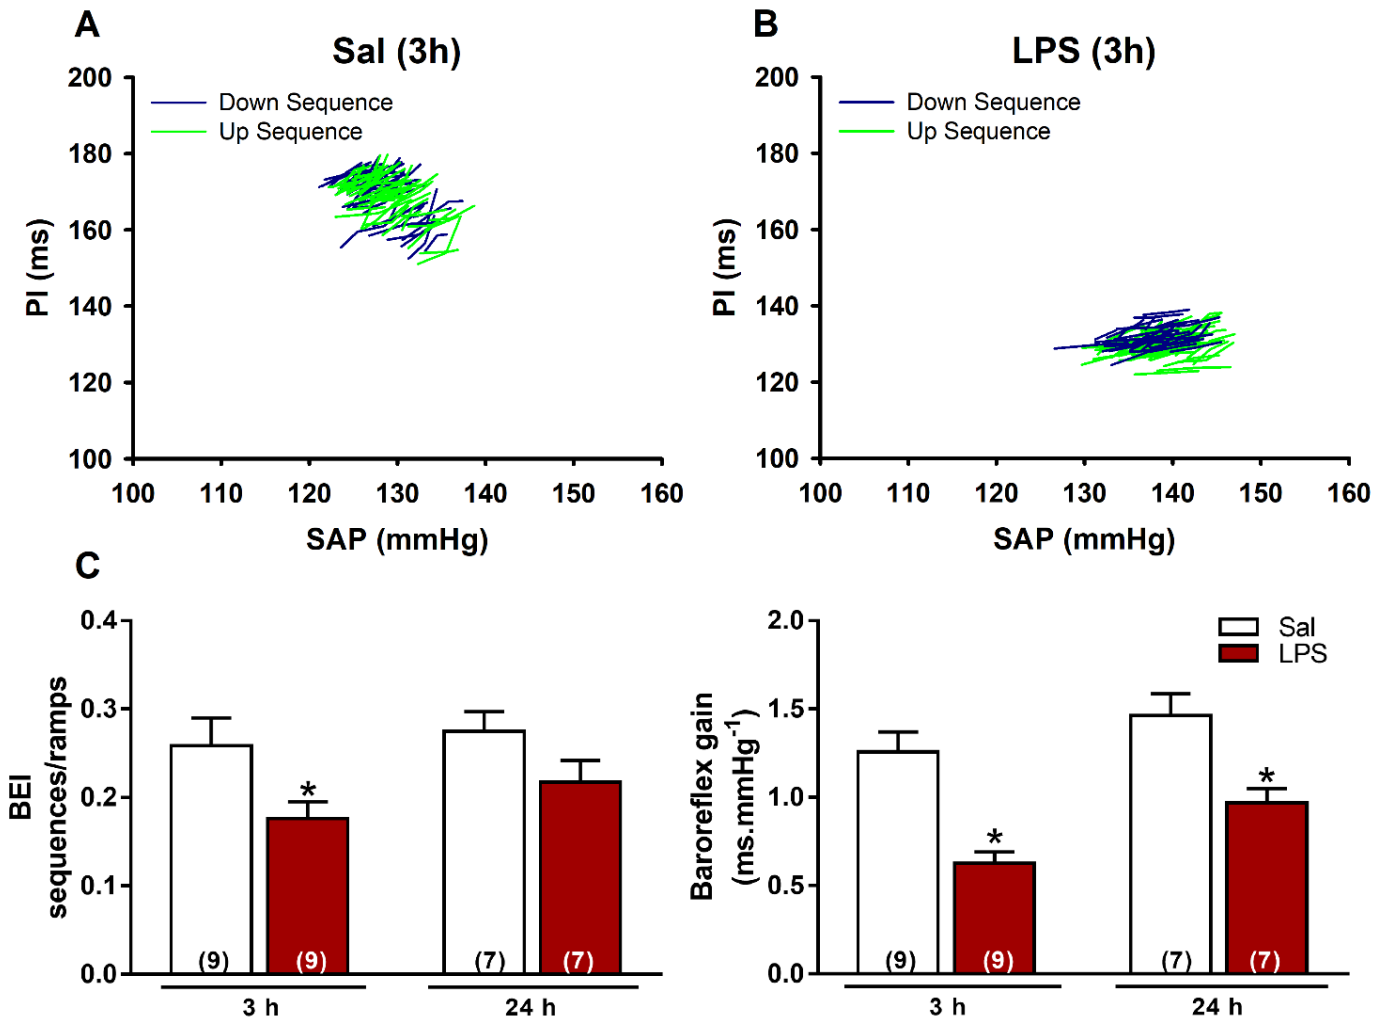 A
Sal (3h)
200
180
160
140
120
100
PI (ms)
Down Sequence
Up Sequence
100 110 120 130 140 150 160
SAP (mmHg)
B
LPS (3h)
200
180
160
140
120
100
PI (ms)
Down Sequence
Up Sequence
100 110 120 130 140 150 160
SAP (mmHg)
C
BEI
sequences/ramps
0.4
0.3
0.2
0.1
0.0
*
(9) (9) (7) (7)
3 h 24 h
Baroreflex gain
(ms.mmHg⁻¹)
2.0
1.5
1.0
0.5
0.0
Sal
LPS
* *
(9) (9) (7) (7)
3 h 24 h